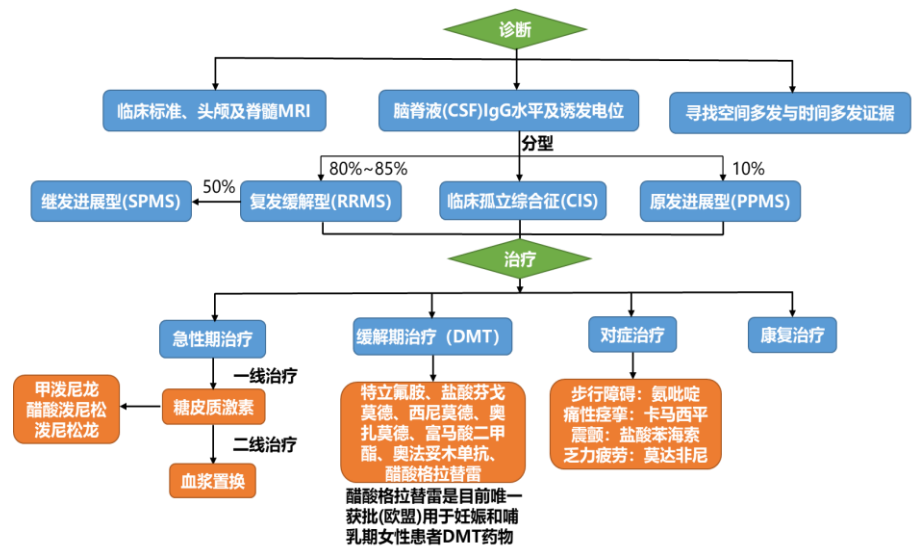 诊断
临床标准、头颅及脊髓MRI
脑脊液(CSF)IgG水平及诱发电位
寻找空间多发与时间多发证据
分型
80%~85%
10%
50%
继发进展型(SPMS)
复发缓解型(RRMS)
临床孤立综合征(CIS)
原发进展型(PPMS)
治疗
急性期治疗
缓解期治疗（DMT）
对症治疗
康复治疗
一线治疗
甲泼尼龙
醋酸泼尼松
泼尼松龙
糖皮质激素
二线治疗
血浆置换
特立氟胺、盐酸芬戈
莫德、西尼莫德、奥
扎莫德、富马酸二甲
酯、奥法妥木单抗、
醋酸格拉替雷
醋酸格拉替雷是目前唯一
获批(欧盟)用于妊娠和哺
乳期女性患者DMT药物
步行障碍：氨吡啶
痛性痉挛：卡马西平
震颤：盐酸苯海索
乏力疲劳：莫达非尼